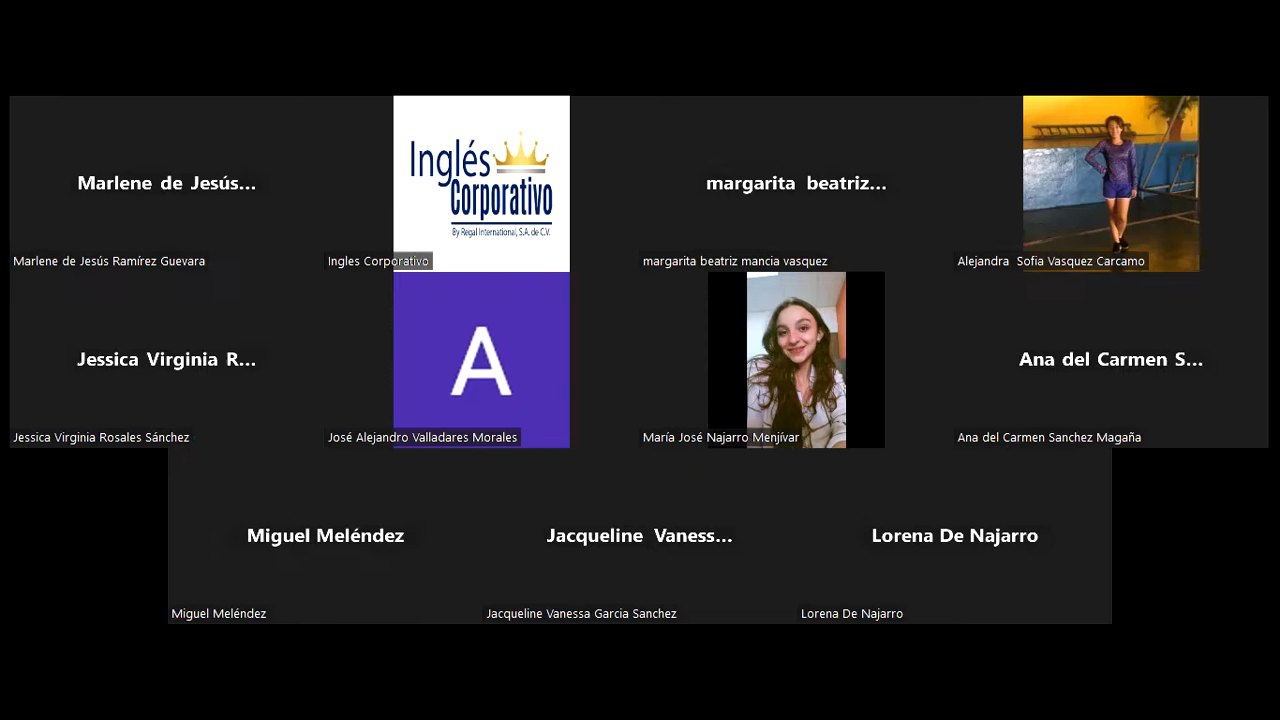 Marlene de Jesús...
Marlene de Jesús Ramírez Guevara
Inglés
Corporativo
By Regal International, S.A. de C.V.
Ingles Corporativo
margarita beatriz...
margarita beatriz mancia vasquez
Alejandra Sofia Vasquez Carcamo
Jessica Virginia R...
Jessica Virginia Rosales Sánchez
A
José Alejandro Valladares Morales
María José Najarro Menjívar
Ana del Carmen S...
Ana del Carmen Sanchez Magaña
Miguel Meléndez
Miguel Meléndez
Jacqueline Vaness...
Jacqueline Vanessa Garcia Sanchez
Lorena De Najarro
Lorena De Najarro